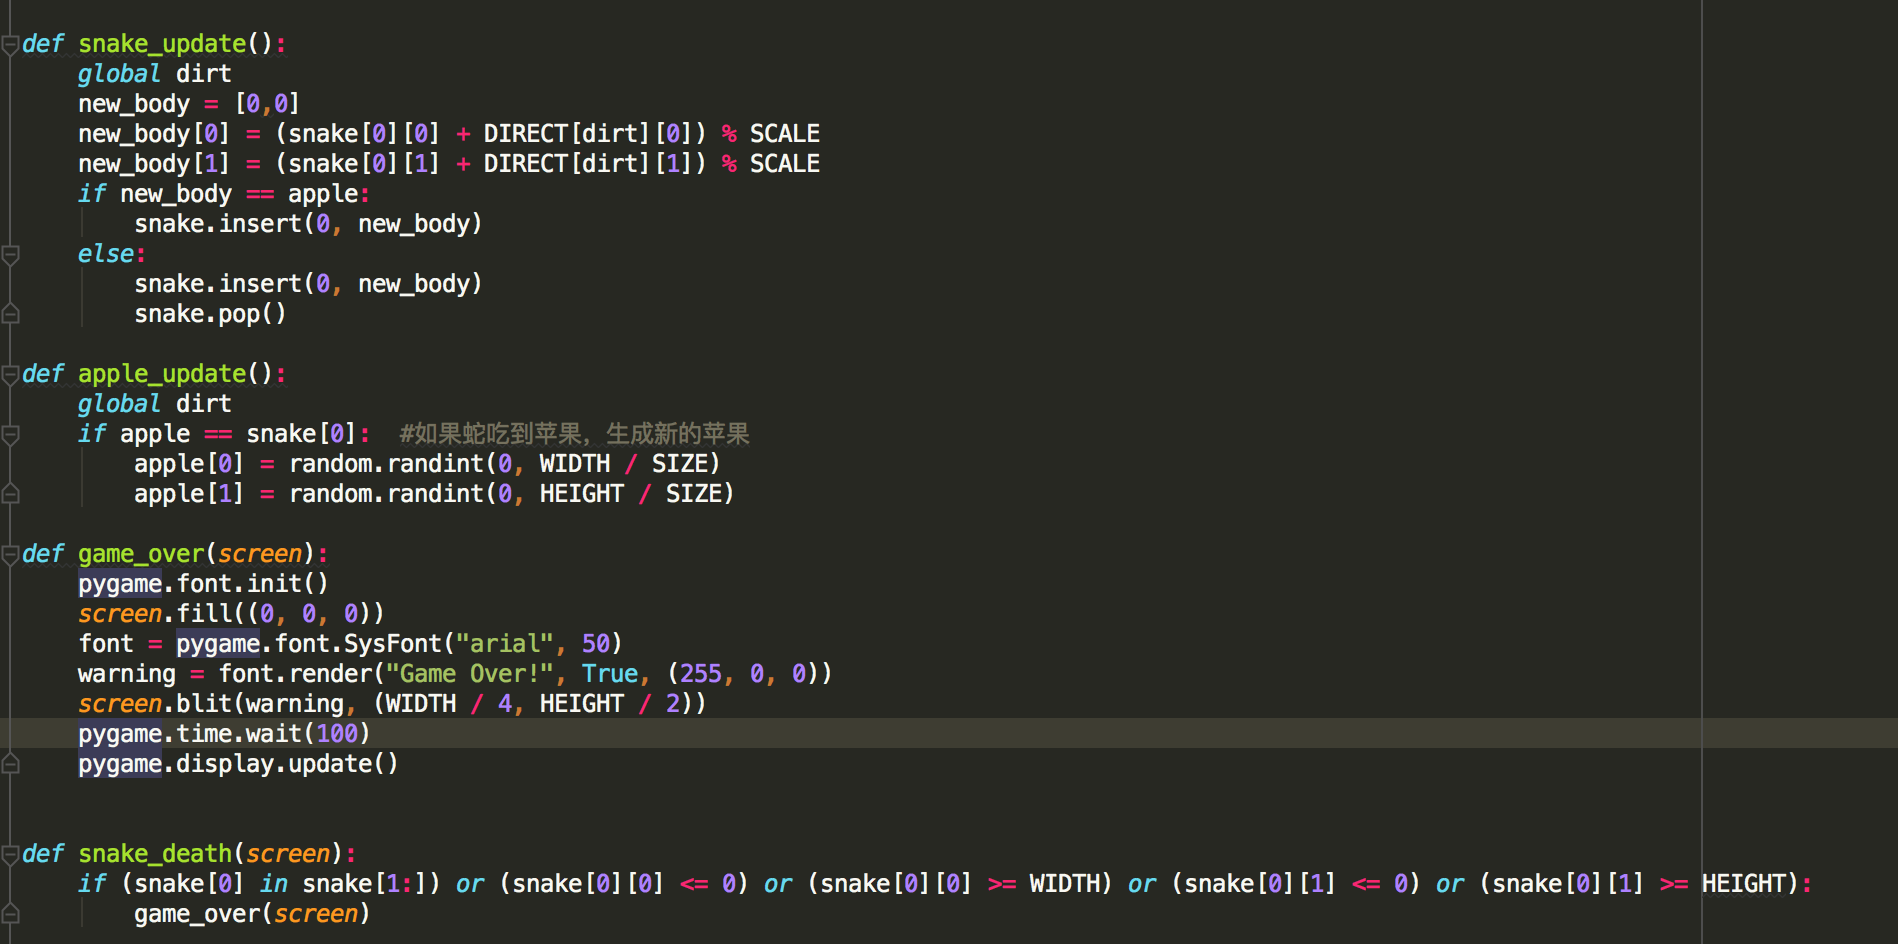 def snake_update():
    global dirt
    new_body = [0,0]
    new_body[0] = (snake[0][0] + DIRECT[dirt][0]) % SCALE
    new_body[1] = (snake[0][1] + DIRECT[dirt][1]) % SCALE
    if new_body == apple:
        snake.insert(0, new_body)
    else:
        snake.insert(0, new_body)
        snake.pop()
def apple_update():
    global dirt
    if apple == snake[0]:  #如果蛇吃到苹果，生成新的苹果
        apple[0] = random.randint(0, WIDTH / SIZE)
        apple[1] = random.randint(0, HEIGHT / SIZE)
def game_over(screen):
    pygame.font.init()
    screen.fill((0, 0, 0))
    font = pygame.font.SysFont("arial", 50)
    warning = font.render("Game Over!", True, (255, 0, 0))
    screen.blit(warning, (WIDTH / 4, HEIGHT / 2))
    pygame.time.wait(100)
    pygame.display.update()
def snake_death(screen):
    if (snake[0] in snake[1:]) or (snake[0][0] <= 0) or (snake[0][0] >= WIDTH) or (snake[0][1] <= 0) or (snake[0][1] >= HEIGHT):
        game_over(screen)